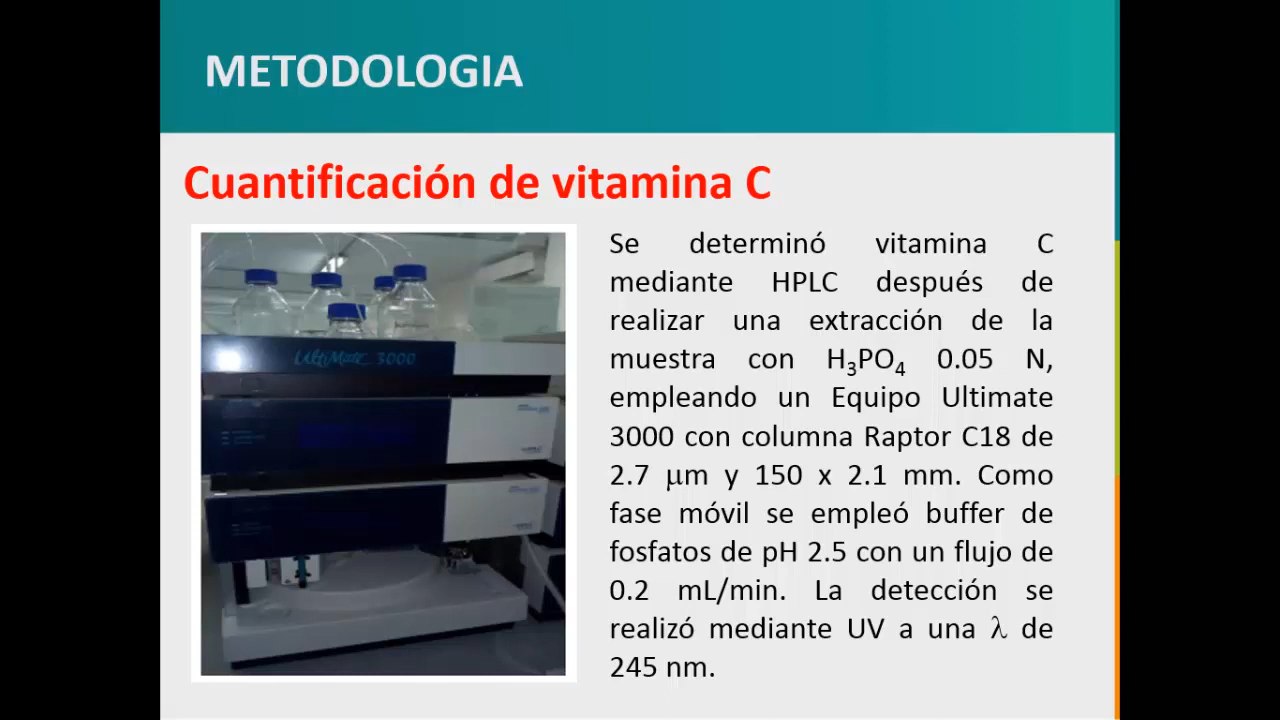 METODOLOGIA
Cuantificación de vitamina C
Se determinó vitamina C
mediante HPLC después de
realizar una extracción de la
muestra con H₃PO₄ 0.05 N,
empleando un Equipo Ultimate
3000 con columna Raptor C18 de
2.7 μm y 150 x 2.1 mm. Como
fase móvil se empleó buffer de
fosfatos de pH 2.5 con un flujo de
0.2 mL/min. La detección se
realizó mediante UV a una λ de
245 nm.
UltiMate 3000